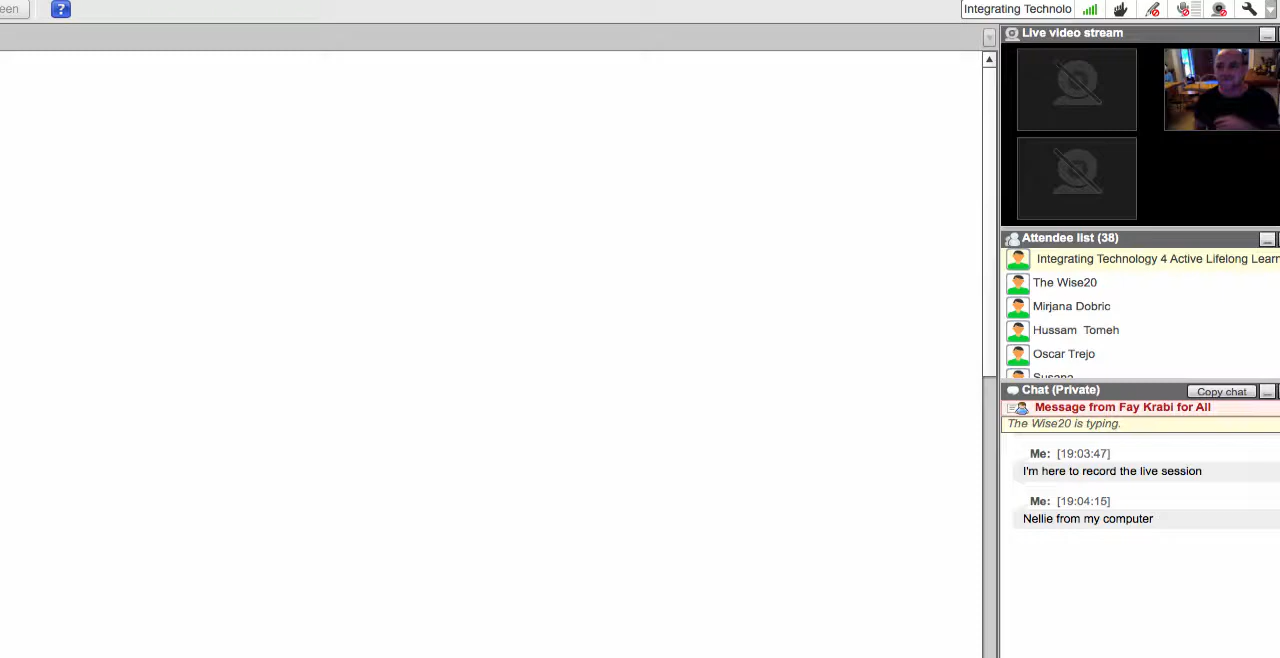 een
?
Integrating Technolo
Live video stream
Attendee list (38)
Integrating Technology 4 Active Lifelong Learn
The Wise20
Mirjana Dobric
Hussam Tomeh
Oscar Trejo
Susana
Chat (Private)
Copy chat
Message from Fay Krabi for All
The Wise20 is typing.
Me: [19:03:47]
I'm here to record the live session
Me: [19:04:15]
Nellie from my computer